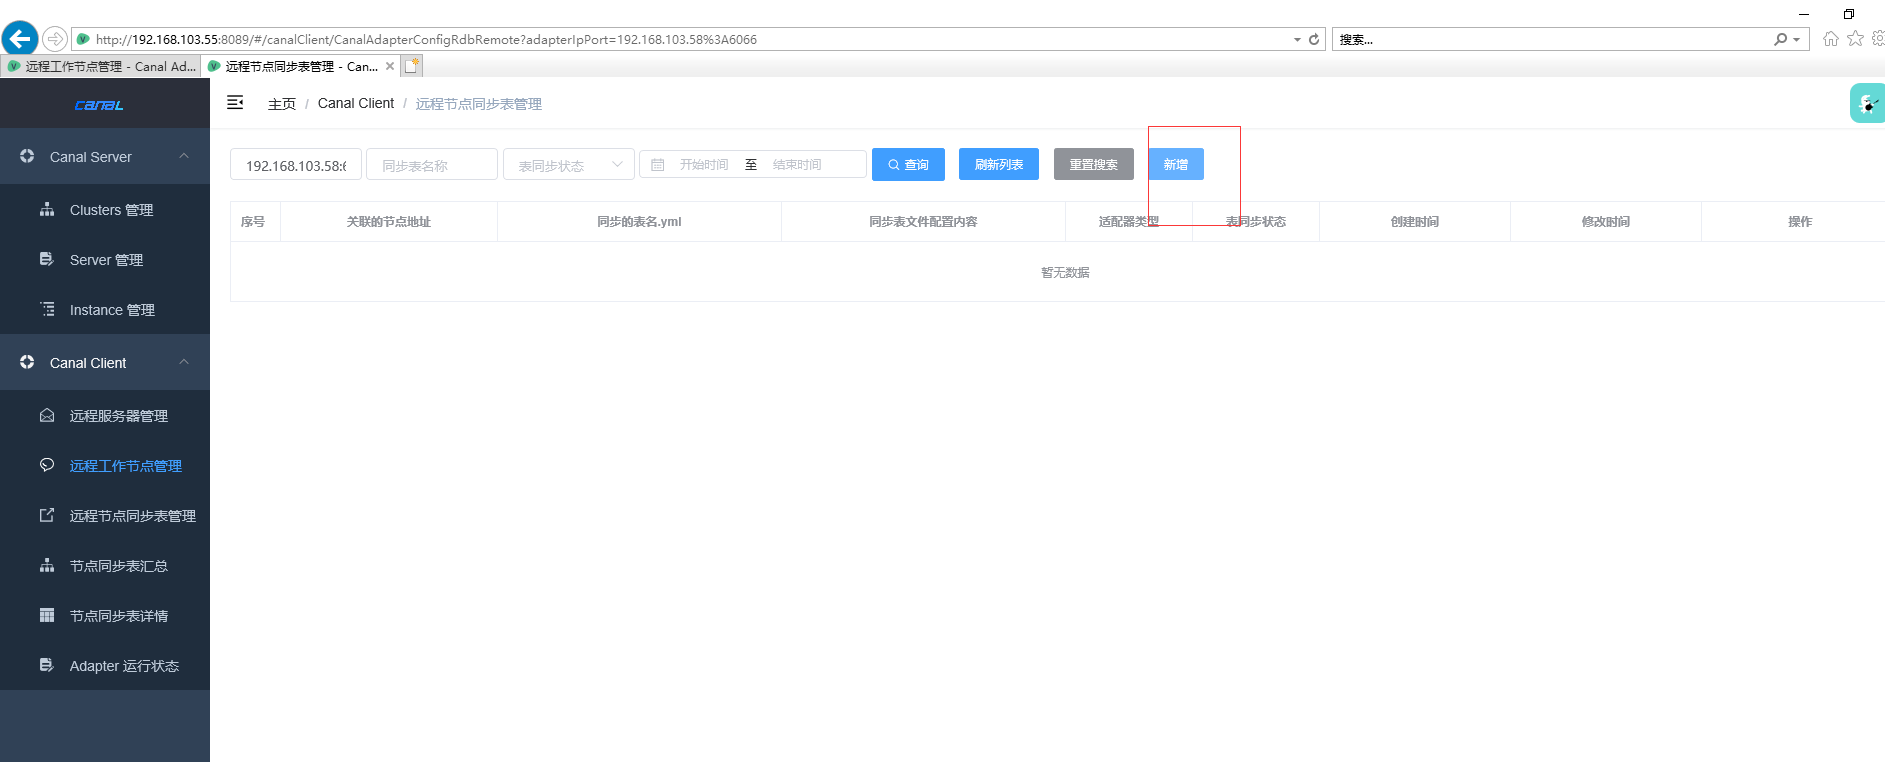 http://192.168.103.55:8089/#/canalClient/CanalAdapterConfigRdbRemote?adapterIpPort=192.168.103.58%3A6066
搜索...
远程工作节点管理 - Canal Ad...
远程节点同步表管理 - Can...
canal
主页 / Canal Client / 远程节点同步表管理
Canal Server
Clusters 管理
Server 管理
Instance 管理
Canal Client
远程服务器管理
远程工作节点管理
远程节点同步表管理
节点同步表汇总
节点同步表详情
Adapter 运行状态
192.168.103.58:6 同步表名称 表同步状态 开始时间 至 结束时间 查询 刷新列表 重置搜索 新增
序号 关联的节点地址 同步的表名.yml 同步表文件配置内容 适配器类型 表同步状态 创建时间 修改时间 操作
暂无数据